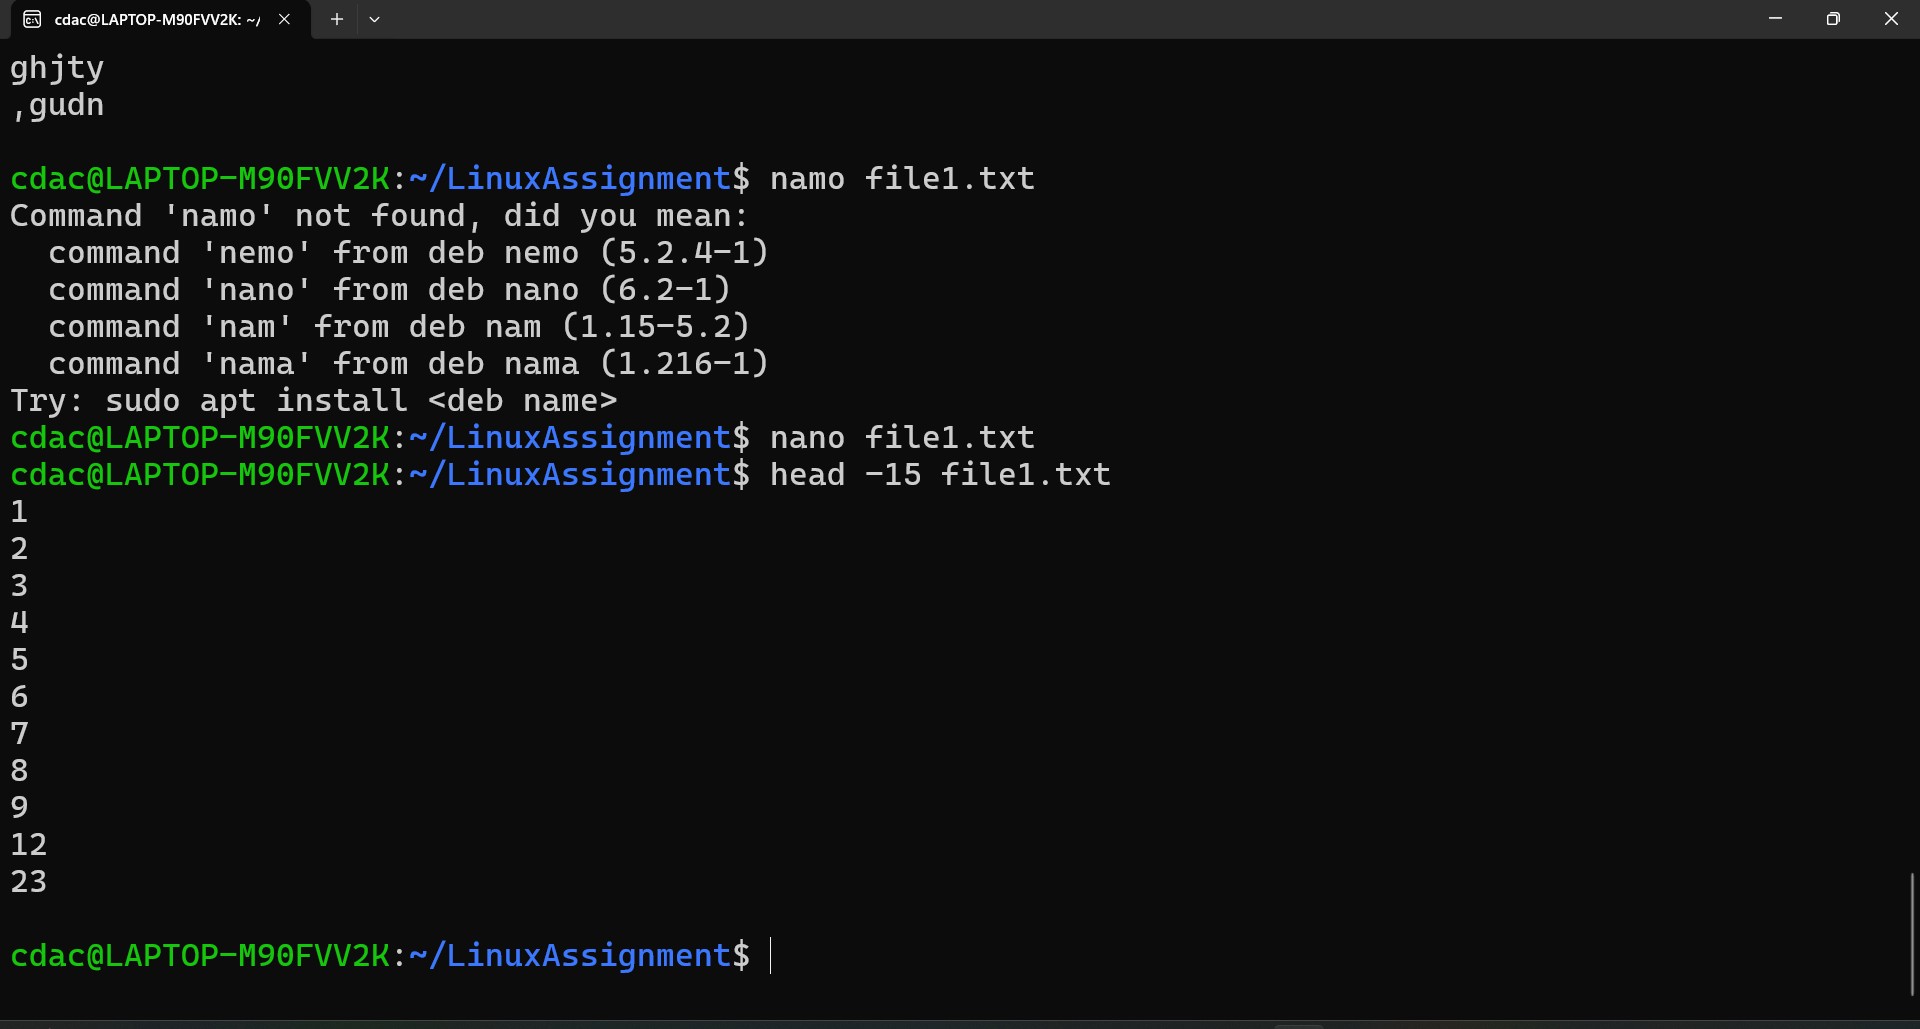 cdac@LAPTOP-M90FVV2K: ~/
ghjty
,gudn
cdac@LAPTOP-M90FVV2K:~/LinuxAssignment$ namo file1.txt
Command 'namo' not found, did you mean:
  command 'nemo' from deb nemo (5.2.4-1)
  command 'nano' from deb nano (6.2-1)
  command 'nam' from deb nam (1.15-5.2)
  command 'nama' from deb nama (1.216-1)
Try: sudo apt install <deb name>
cdac@LAPTOP-M90FVV2K:~/LinuxAssignment$ nano file1.txt
cdac@LAPTOP-M90FVV2K:~/LinuxAssignment$ head -15 file1.txt
1
2
3
4
5
6
7
8
9
12
23
cdac@LAPTOP-M90FVV2K:~/LinuxAssignment$